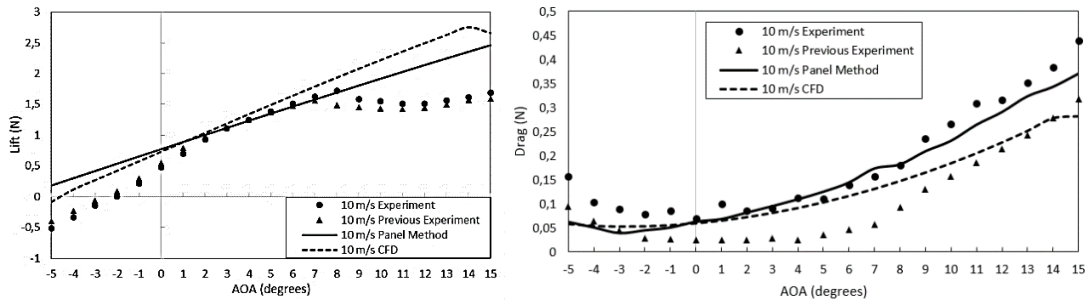 3
2,5
2
1,5
1
0,5
0
-0,5
-1
Lift (N)
10 m/s Experiment
10 m/s Previous Experiment
10 m/s Panel Method
10 m/s CFD
-5 -4 -3 -2 -1 0 1 2 3 4 5 6 7 8 9 10 11 12 13 14 15
AOA (degrees)
0,5
0,45
0,4
0,35
0,3
0,25
0,2
0,15
0,1
0,05
0
Drag (N)
10 m/s Experiment
10 m/s Previous Experiment
10 m/s Panel Method
10 m/s CFD
-5 -4 -3 -2 -1 0 1 2 3 4 5 6 7 8 9 10 11 12 13 14 15
AOA (degrees)